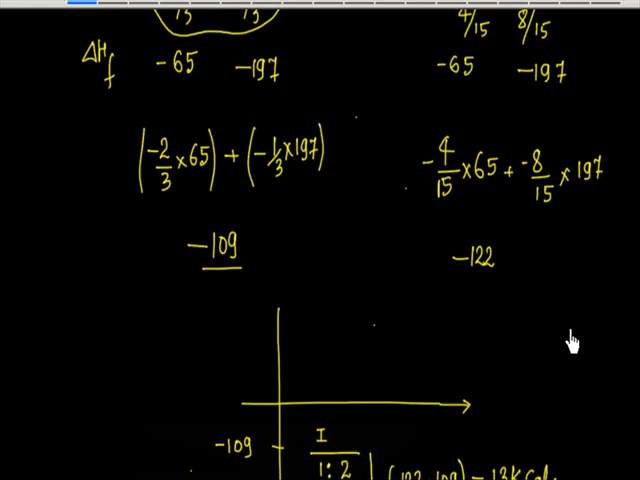 4/15 8/15
ΔHf -65 -197 -65 -197
(-2/3 × 65) + (-1/3 × 197) -4/15 × 65 + -8/15 × 197
-109 -122
-109 I
1:2